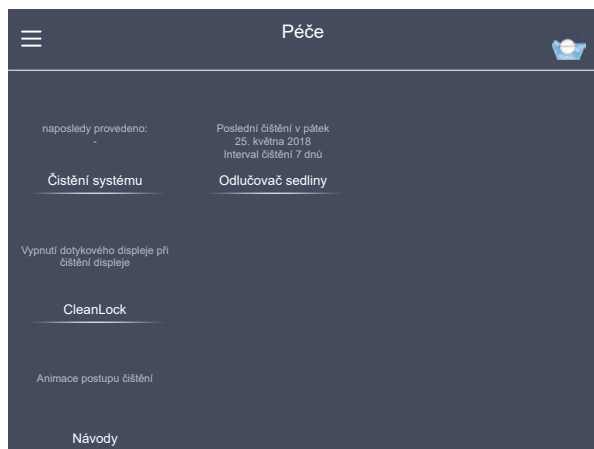 Péče
naposledy provedeno:
-
Čistění systému
Poslední čištění v pátek
25. května 2018
Interval čištění 7 dnů
Odlučovač sedliny
Vypnutí dotykového displeje při
čištění displeje
CleanLock
Animace postupu čištění
Návody